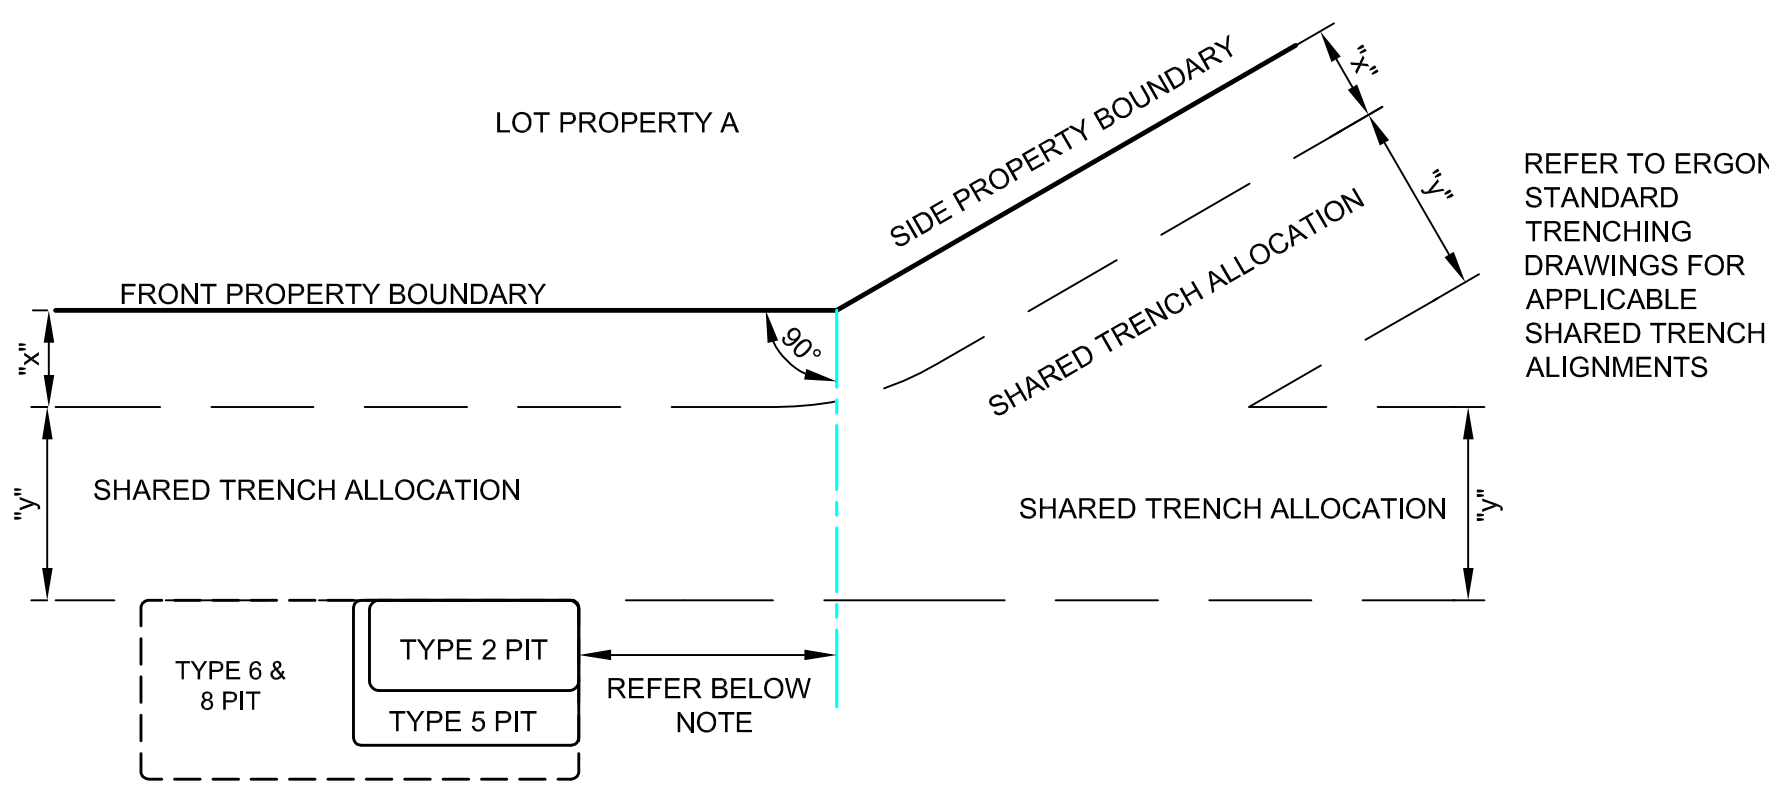 LOT PROPERTY A
SIDE PROPERTY BOUNDARY
"x"
"y"
REFER TO ERGON
STANDARD
TRENCHING
DRAWINGS FOR
APPLICABLE
SHARED TRENCH
ALIGNMENTS
FRONT PROPERTY BOUNDARY
"x"
90°
SHARED TRENCH ALLOCATION
"y"
SHARED TRENCH ALLOCATION
SHARED TRENCH ALLOCATION
"y"
TYPE 6 &
8 PIT
TYPE 2 PIT
TYPE 5 PIT
REFER BELOW
NOTE